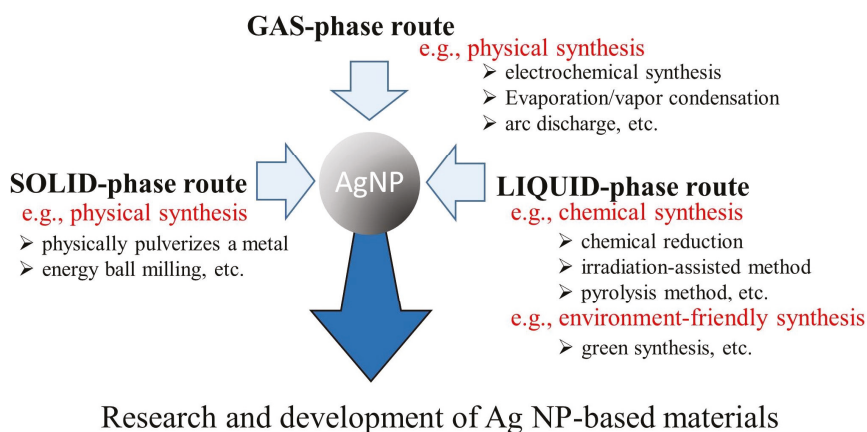 GAS-phase route
e.g., physical synthesis
➢ electrochemical synthesis
➢ Evaporation/vapor condensation
➢ arc discharge, etc.
AgNP
SOLID-phase route
e.g., physical synthesis
➢ physically pulverizes a metal
➢ energy ball milling, etc.
LIQUID-phase route
e.g., chemical synthesis
➢ chemical reduction
➢ irradiation-assisted method
➢ pyrolysis method, etc.
e.g., environment-friendly synthesis
➢ green synthesis, etc.
Research and development of Ag NP-based materials